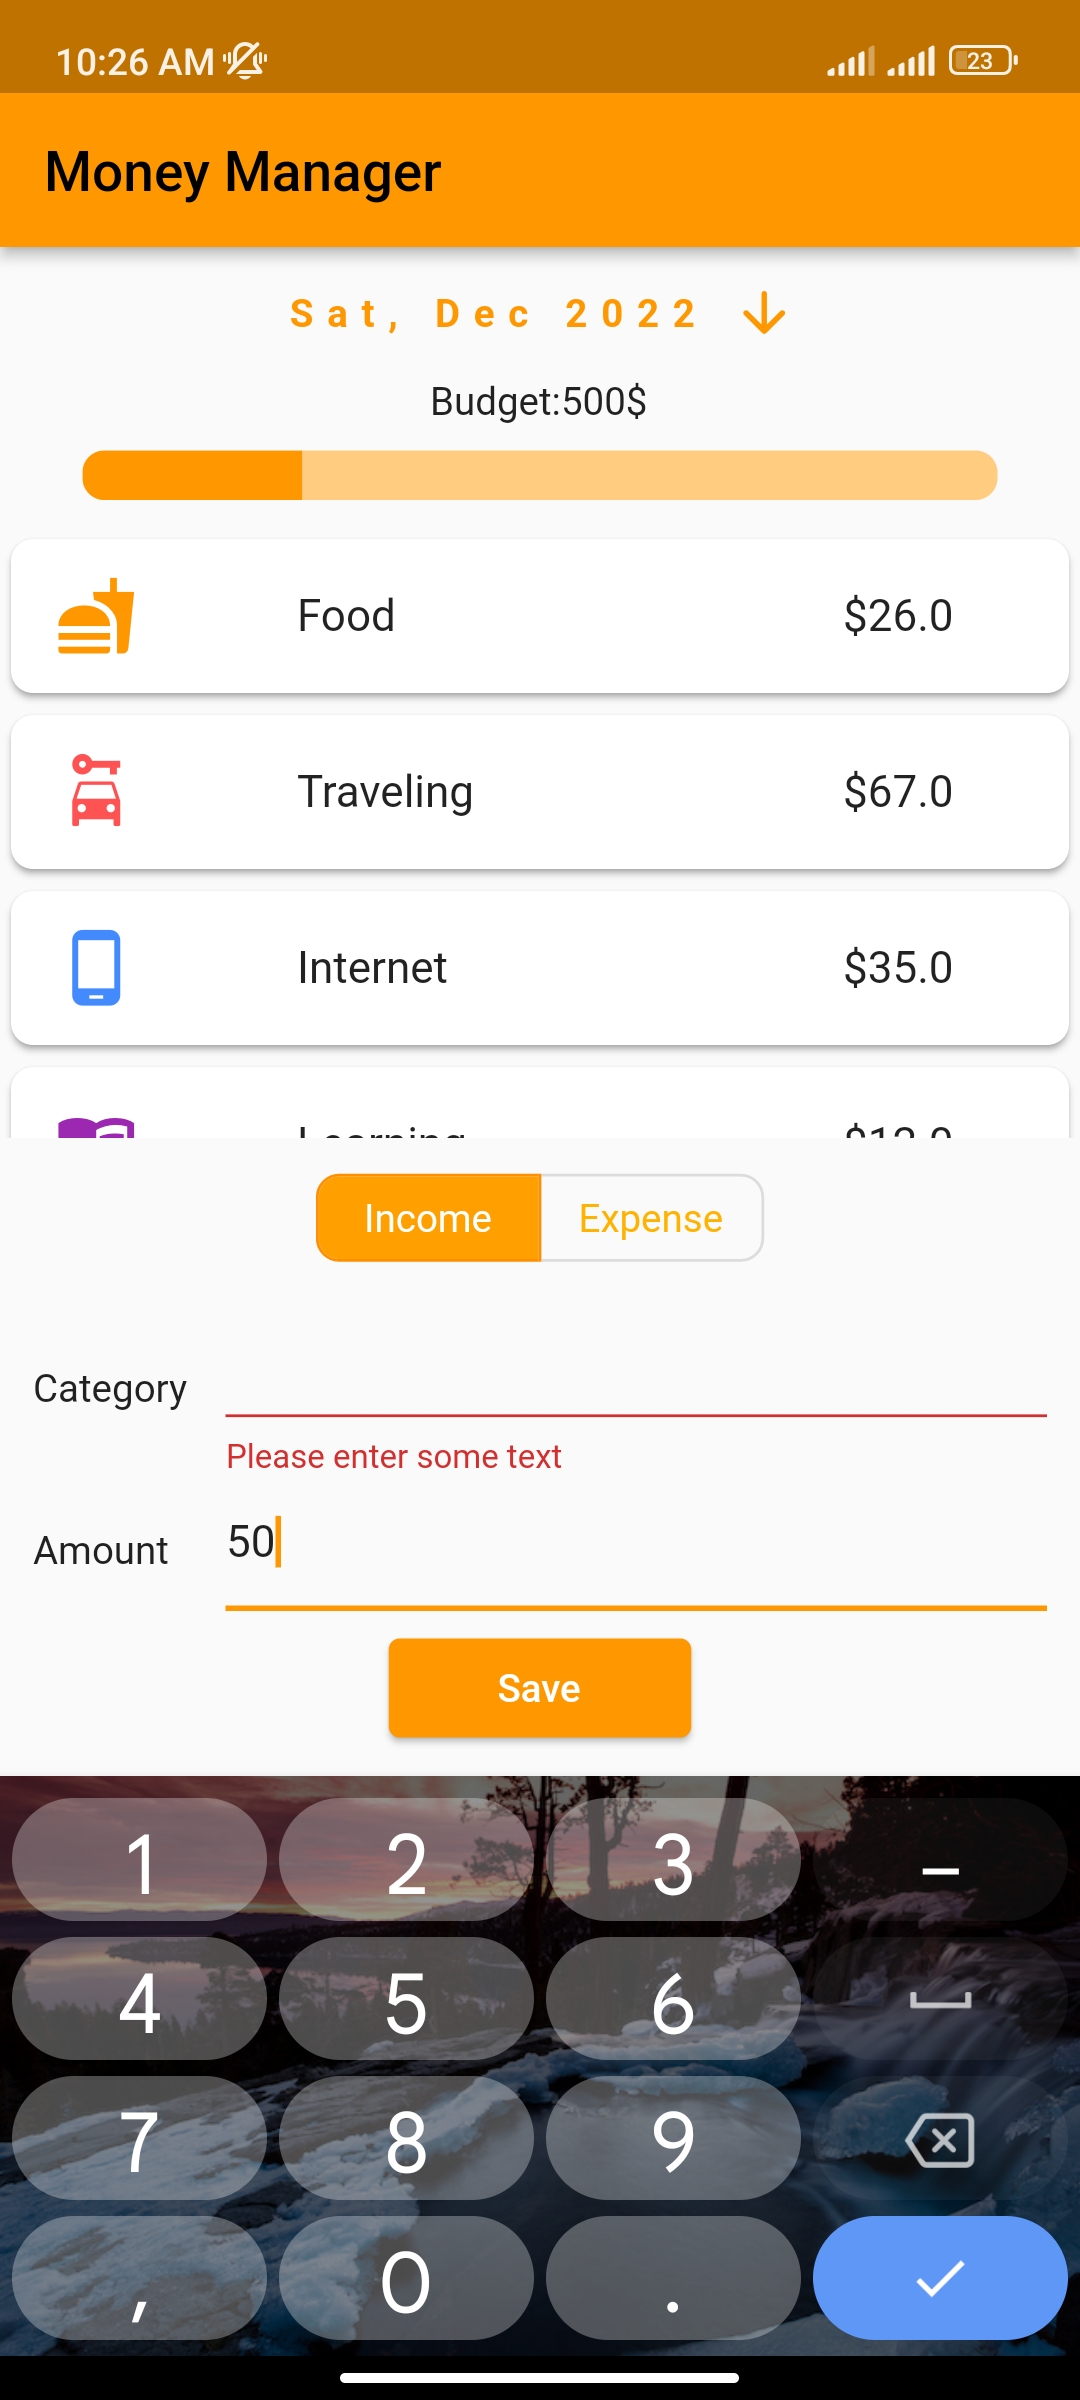 10:26 AM 23
Money Manager
Sat, Dec 2022
Budget:500$
Food $26.0
Traveling $67.0
Internet $35.0
Learning
Income Expense
Category
Please enter some text
Amount 50
Save
1 2 3 –
4 5 6
7 8 9
, 0 .